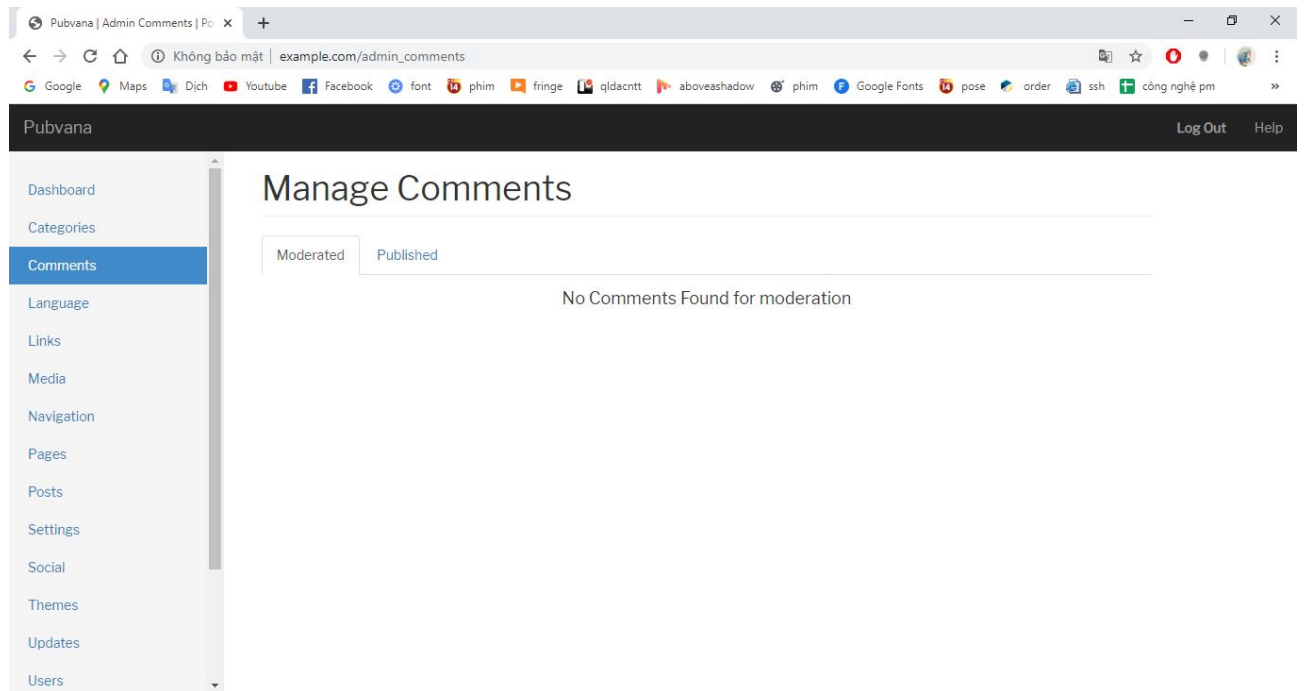 Pubvana | Admin Comments | Po
Không bảo mật | example.com/admin_comments
Google Maps Dịch Youtube Facebook font phim fringe qldacntt aboveashadow phim Google Fonts pose order ssh công nghệ pm »
Pubvana Log Out Help
Dashboard
Categories
Comments
Language
Links
Media
Navigation
Pages
Posts
Settings
Social
Themes
Updates
Users
Manage Comments
Moderated Published
No Comments Found for moderation